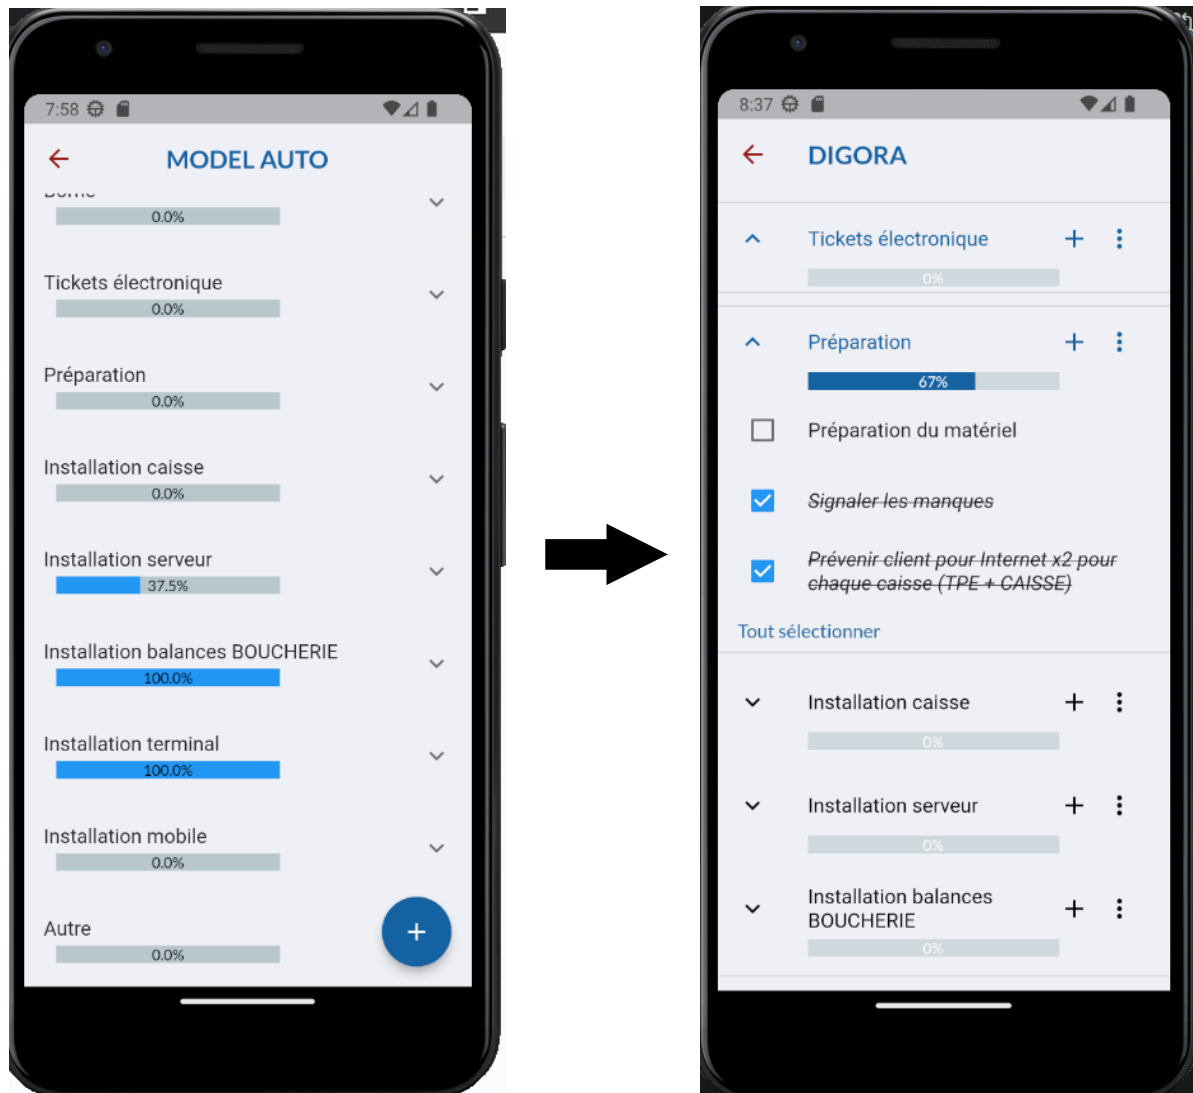 7:58
MODEL AUTO
0.0%
Tickets électronique
0.0%
Préparation
0.0%
Installation caisse
0.0%
Installation serveur
37.5%
Installation balances BOUCHERIE
100.0%
Installation terminal
100.0%
Installation mobile
0.0%
Autre
0.0%
8:37
DIGORA
Tickets électronique
0%
Préparation
67%
Préparation du matériel
Signaler les manques
Prévenir client pour Internet x2 pour
chaque caisse (TPE + CAISSE)
Tout sélectionner
Installation caisse
0%
Installation serveur
0%
Installation balances
BOUCHERIE
0%